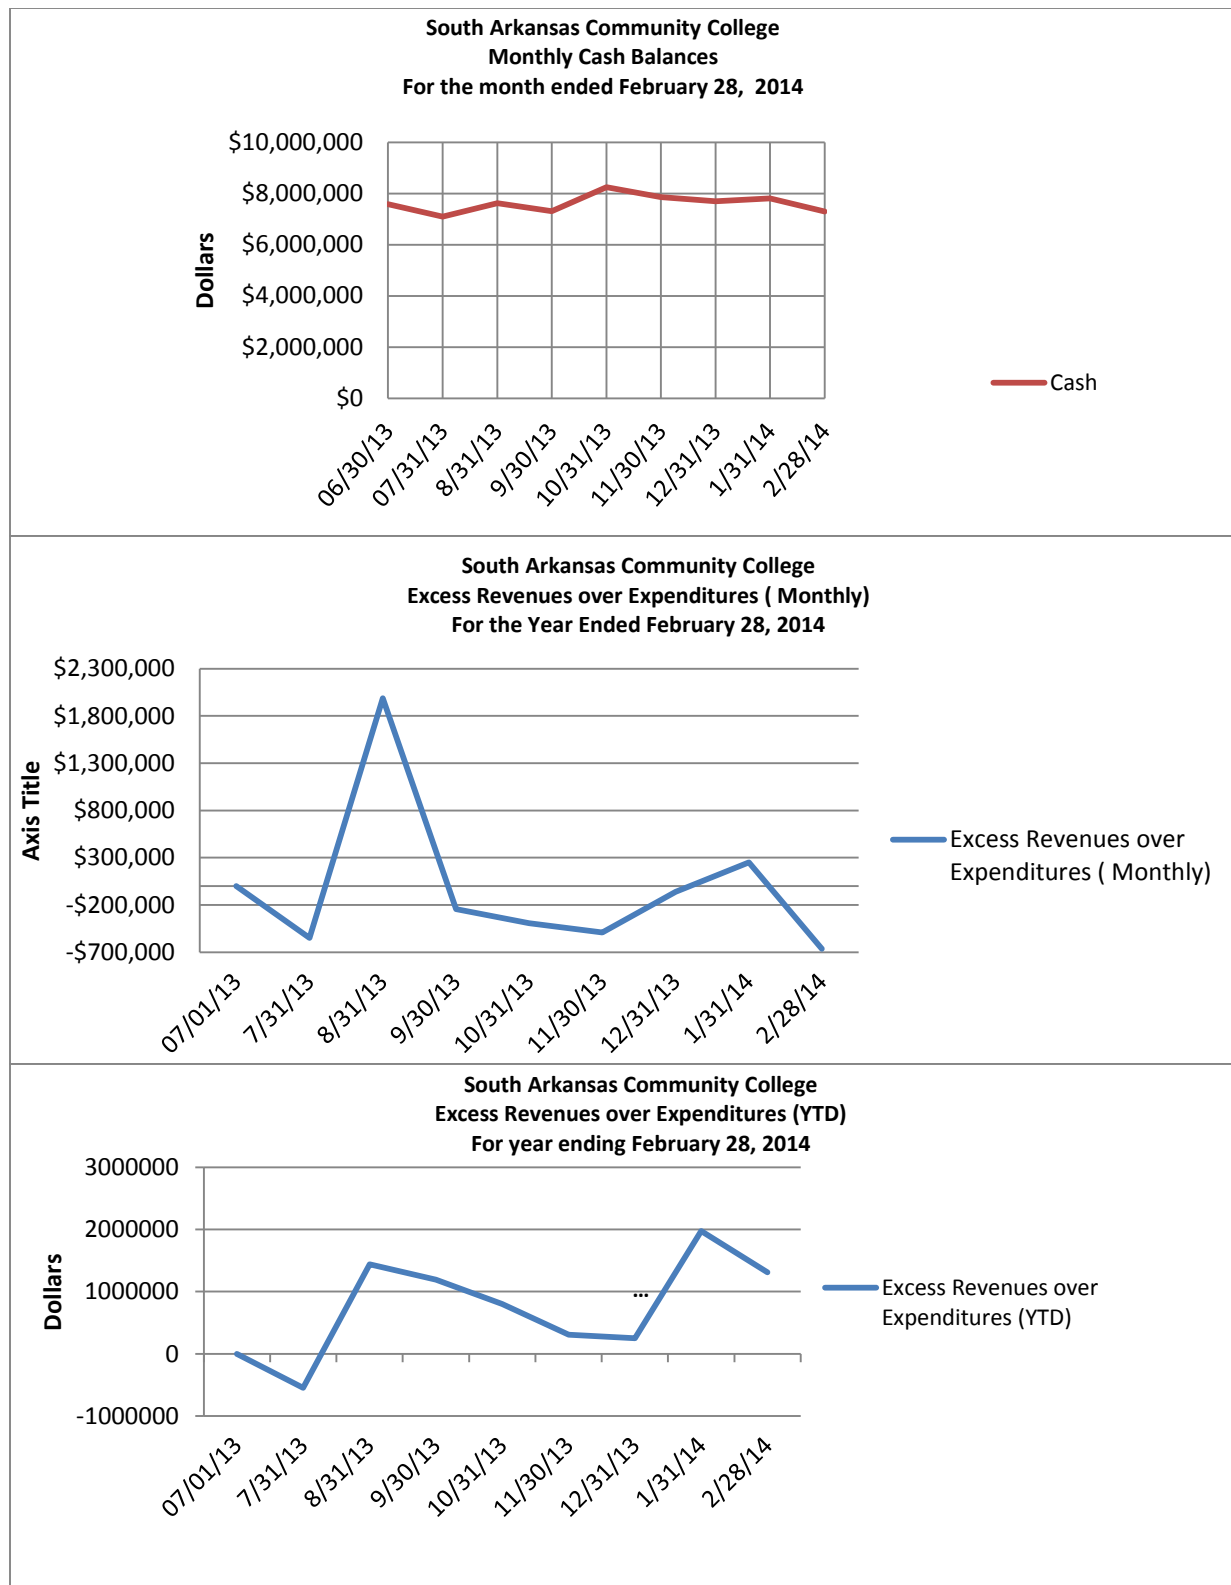 South Arkansas Community College
Monthly Cash Balances
For the month ended February 28,  2014
$10,000,000
$8,000,000
$6,000,000
$4,000,000
$2,000,000
$0
Dollars
06/30/13
07/31/13
8/31/13
9/30/13
10/31/13
11/30/13
12/31/13
1/31/14
2/28/14
Cash
South Arkansas Community College
Excess Revenues over Expenditures ( Monthly)
For the Year Ended February 28, 2014
$2,300,000
$1,800,000
$1,300,000
$800,000
$300,000
-$200,000
-$700,000
Axis Title
07/01/13
7/31/13
8/31/13
9/30/13
10/31/13
11/30/13
12/31/13
1/31/14
2/28/14
Excess Revenues over
Expenditures ( Monthly)
South Arkansas Community College
Excess Revenues over Expenditures (YTD)
For year ending February 28, 2014
3000000
2000000
1000000
0
-1000000
Dollars
...
07/01/13
7/31/13
8/31/13
9/30/13
10/31/13
11/30/13
12/31/13
1/31/14
2/28/14
Excess Revenues over
Expenditures (YTD)